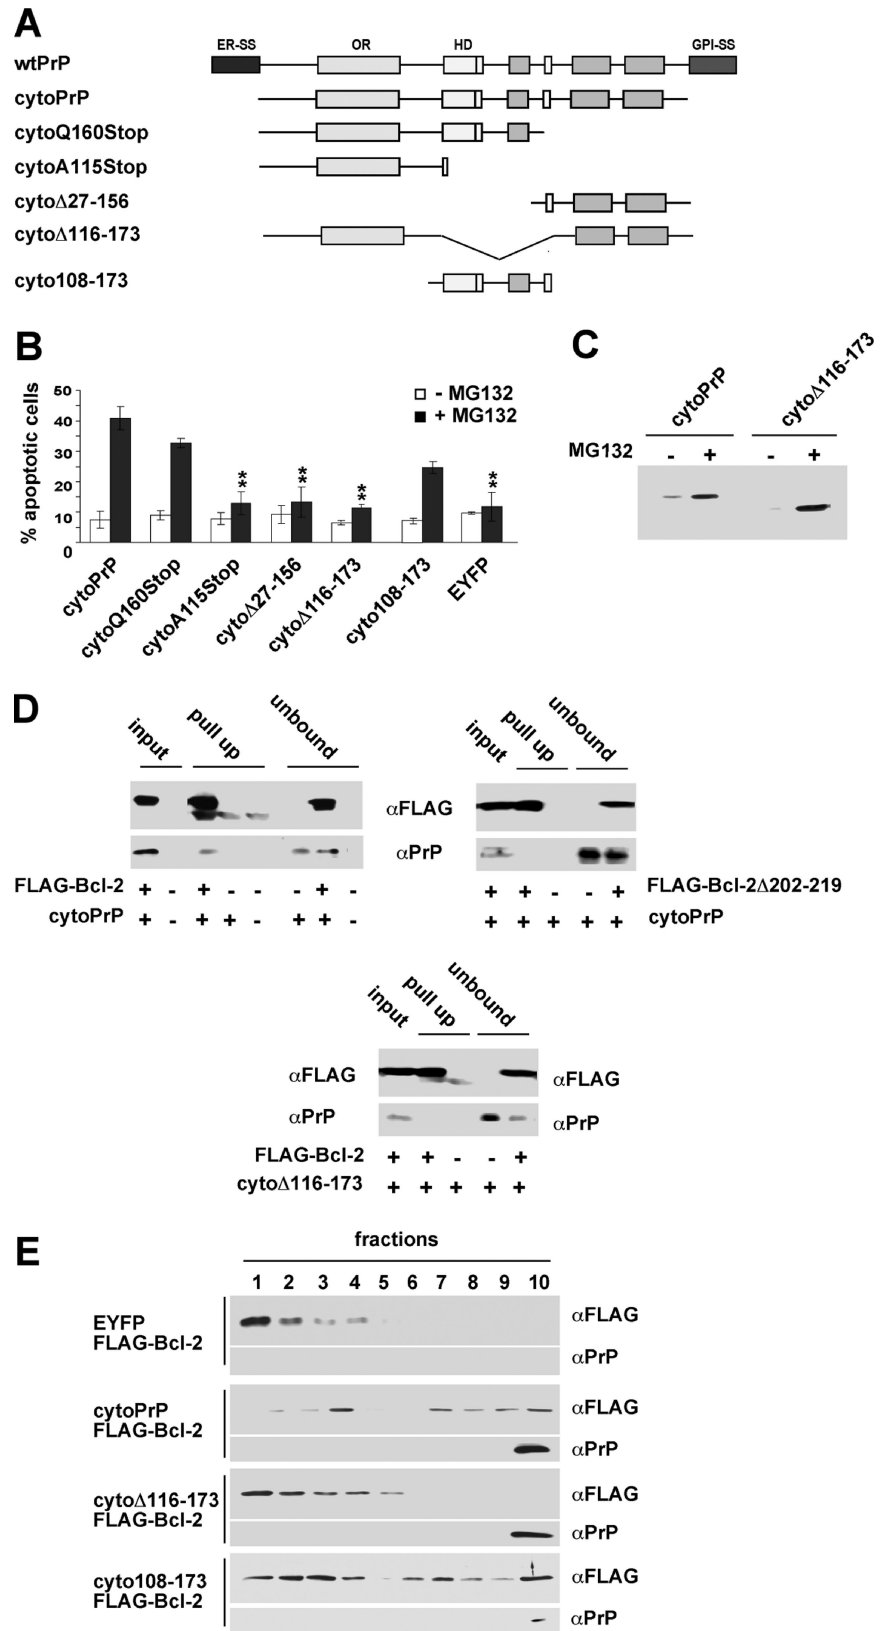 A
ER-SS OR HD GPI-SS
wtPrP
cytoPrP
cytoQ160Stop
cytoA115Stop
cytoΔ27-156
cytoΔ116-173
cyto108-173
B
% apoptotic cells
50
40
30
20
10
0
- MG132
+ MG132
** ** ** **
cytoPrP cytoQ160Stop cytoA115Stop cytoΔ27-156 cytoΔ116-173 cyto108-173 EYFP
C
cytoPrP cytoΔ116-173
MG132 - + - +
D
input pull up unbound
αFLAG
αPrP
FLAG-Bcl-2 + - + - - - + -
cytoPrP + - + + - + + -
input pull up unbound
FLAG-Bcl-2Δ202-219 + + - - +
cytoPrP + + + + +
input pull up unbound
αFLAG αFLAG
αPrP αPrP
FLAG-Bcl-2 + + - - +
cytoΔ116-173 + + + + +
E
fractions
1 2 3 4 5 6 7 8 9 10
EYFP
FLAG-Bcl-2
αFLAG
αPrP
cytoPrP
FLAG-Bcl-2
αFLAG
αPrP
cytoΔ116-173
FLAG-Bcl-2
αFLAG
αPrP
cyto108-173
FLAG-Bcl-2
αFLAG
αPrP